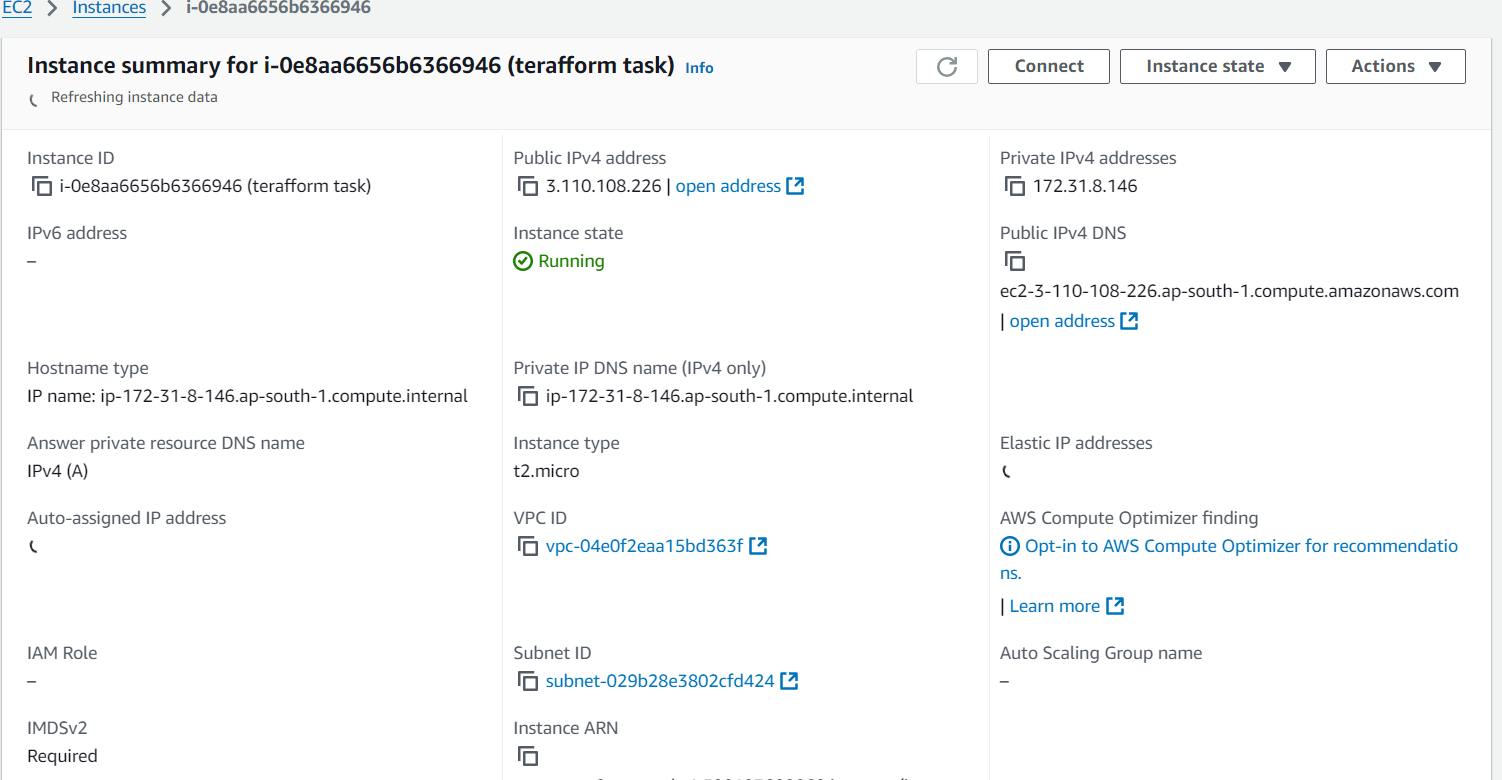 EC2 > Instances > i-0e8aa6656b6366946
Instance summary for i-0e8aa6656b6366946 (terafform task) Info
Connect
Instance state
Actions
Refreshing instance data
Instance ID
i-0e8aa6656b6366946 (terafform task)
Public IPv4 address
3.110.108.226 | open address
Private IPv4 addresses
172.31.8.146
IPv6 address
–
Instance state
Running
Public IPv4 DNS
ec2-3-110-108-226.ap-south-1.compute.amazonaws.com
| open address
Hostname type
IP name: ip-172-31-8-146.ap-south-1.compute.internal
Private IP DNS name (IPv4 only)
ip-172-31-8-146.ap-south-1.compute.internal
Answer private resource DNS name
IPv4 (A)
Instance type
t2.micro
Elastic IP addresses
Auto-assigned IP address
VPC ID
vpc-04e0f2eaa15bd363f
AWS Compute Optimizer finding
Opt-in to AWS Compute Optimizer for recommendatio
ns.
| Learn more
IAM Role
–
Subnet ID
subnet-029b28e3802cfd424
Auto Scaling Group name
–
IMDSv2
Required
Instance ARN